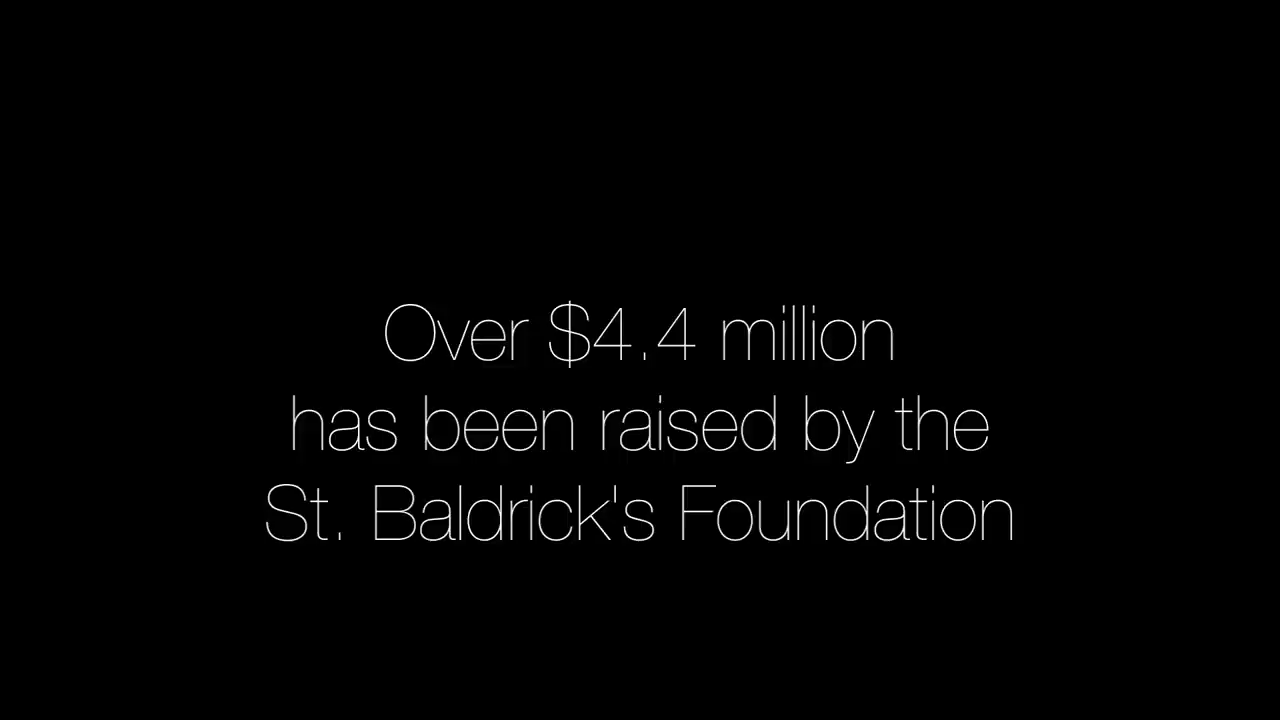 Over $4.4 million
has been raised by the
St. Baldrick's Foundation